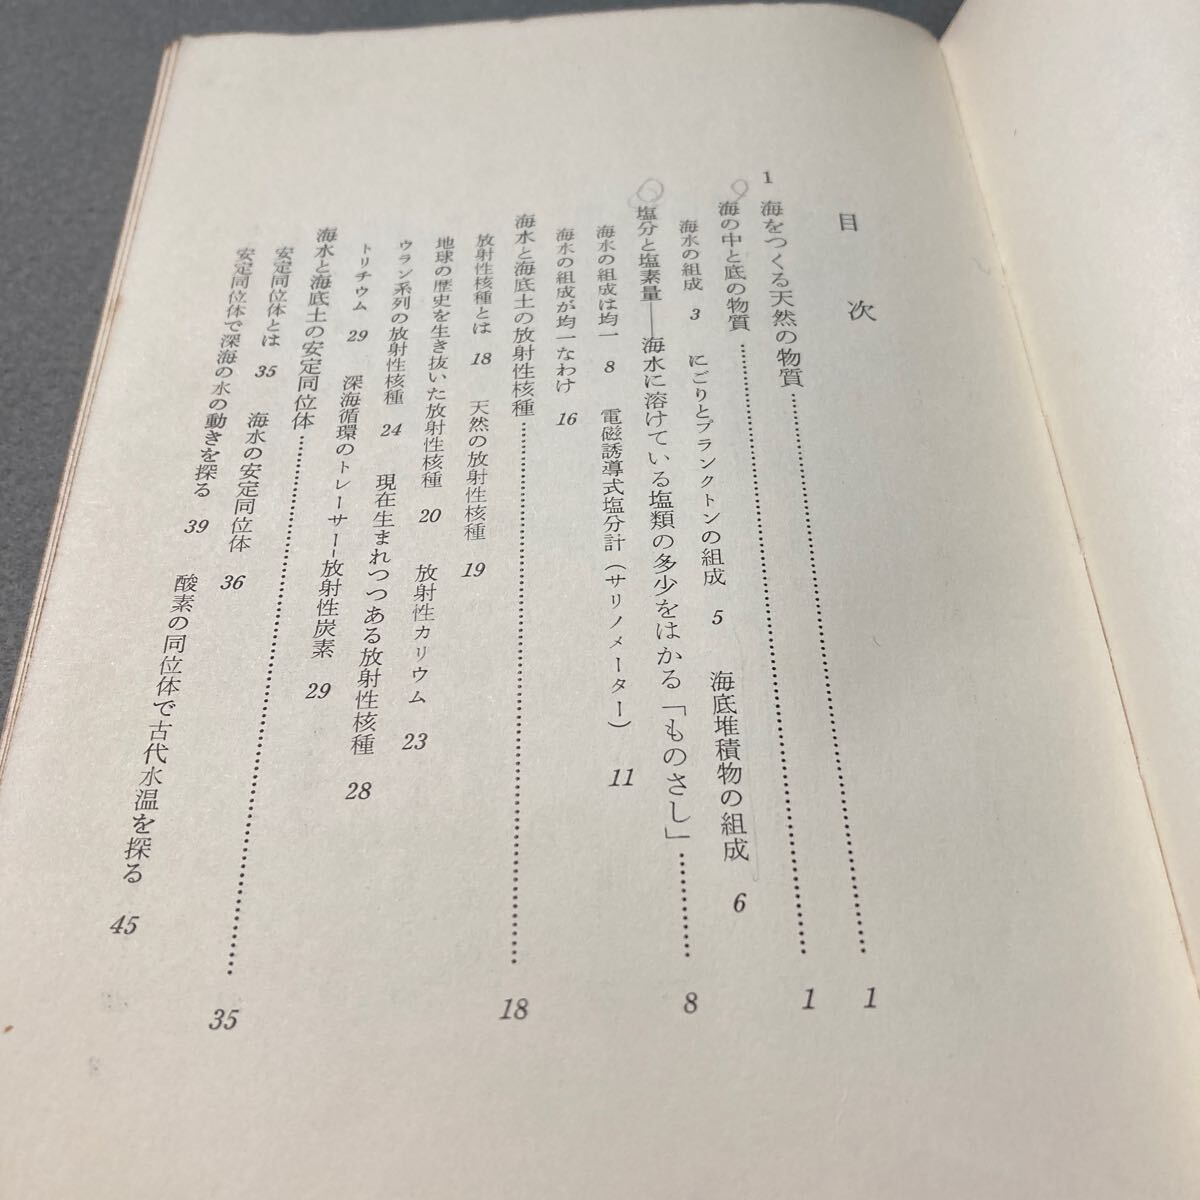 目次
1 海をつくる天然の物質……………………1
海の中と底の物質……………………1
海水の組成 3 にごりとプランクトンの組成 5 海底堆積物の組成 6
塩分と塩素量――海水に溶けている塩類の多少をはかる「ものさし」…………8
海水の組成は均一 8 電磁誘導式塩分計(サリノメーター) 11
海水の組成が均一なわけ 16
海水と海底土の放射性核種……………………18
放射性核種とは 18 天然の放射性核種 19
地球の歴史を生き抜いた放射性核種 20 放射性カリウム 23
ウラン系列の放射性核種 24 現在生まれつつある放射性核種 28
トリチウム 29 深海循環のトレーサー―放射性炭素 29
海水と海底土の安定同位体……………………35
安定同位体とは 35 海水の安定同位体 36
安定同位体で深海の水の動きを探る 39 酸素の同位体で古代水温を探る 45